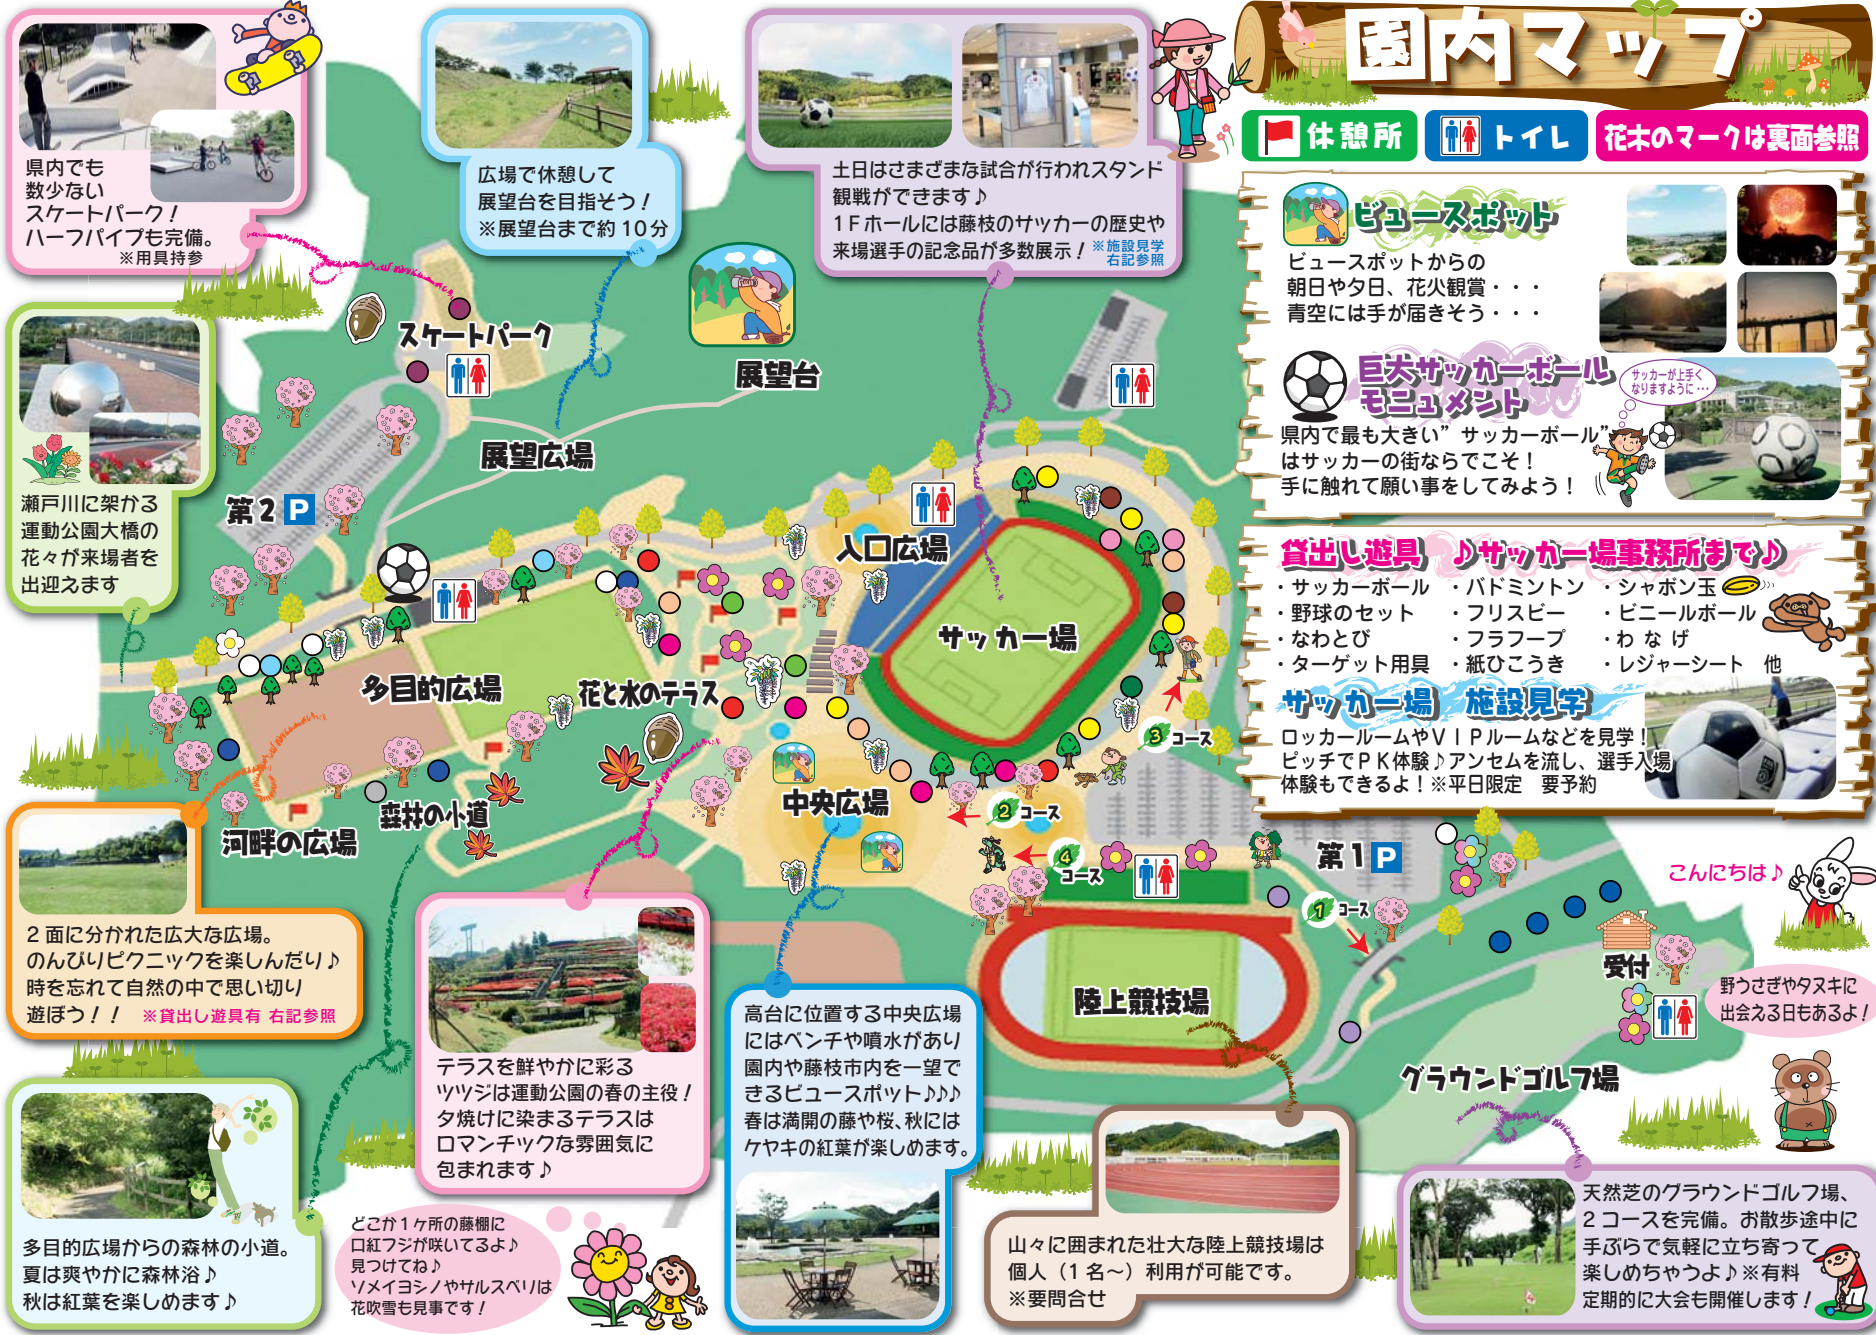 園内マップ
休憩所
トイレ
花木のマークは裏面参照
県内でも
数少ない
スケートパーク！
ハーフパイプも完備。
※用具持参
広場で休憩して
展望台を目指そう！
※展望台まで約10分
土日はさまざまな試合が行われスタンド
観戦ができます♪
1Fホールには藤枝のサッカーの歴史や
来場選手の記念品が多数展示！※施設見学
右記参照
ビュースポット
ビュースポットからの
朝日や夕日、花火観賞・・・
青空には手が届きそう・・・
巨大サッカーボール
モニュメント
サッカーが上手く
なりますように・・・
県内で最も大きい”サッカーボール”
はサッカーの街ならでこそ！
手に触れて願い事をしてみよう！
貸出し遊具　♪サッカー場事務所まで♪
・サッカーボール　・バドミントン　・シャボン玉
・野球のセット　・フリスビー　・ビニールボール
・なわとび　・フラフープ　・わ な げ
・ターゲット用具　・紙ひこうき　・レジャーシート　他
サッカー場　施設見学
ロッカールームやVIPルームなどを見学！
ピッチでPK体験♪アンセムを流し、選手入場
体験もできるよ！※平日限定　要予約
瀬戸川に架かる
運動公園大橋の
花々が来場者を
出迎えます
スケートパーク
展望台
展望広場
第2 P
入口広場
サッカー場
多目的広場
花と水のテラス
3 コース
中央広場
2 コース
4
コース
森林の小道
河畔の広場
第1 P
1 コース
こんにちは♪
受付
野うさぎやタヌキに
出会える日もあるよ！
陸上競技場
グラウンドゴルフ場
2面に分かれた広大な広場。
のんびりピクニックを楽しんだり♪
時を忘れて自然の中で思い切り
遊ぼう！！ ※貸出し遊具有 右記参照
テラスを鮮やかに彩る
ツツジは運動公園の春の主役！
夕焼けに染まるテラスは
ロマンチックな雰囲気に
包まれます♪
高台に位置する中央広場
にはベンチや噴水があり
園内や藤枝市内を一望で
きるビュースポット♪♪♪
春は満開の藤や桜、秋には
ケヤキの紅葉が楽しめます。
多目的広場からの森林の小道。
夏は爽やかに森林浴♪
秋は紅葉を楽しめます♪
どこか1ヶ所の藤棚に
口紅フジが咲いてるよ♪
見つけてね♪
ソメイヨシノやサルスベリは
花吹雪も見事です！
山々に囲まれた壮大な陸上競技場は
個人（1名〜）利用が可能です。
※要問合せ
天然芝のグラウンドゴルフ場、
2コースを完備。お散歩途中に
手ぶらで気軽に立ち寄って
楽しめちゃうよ♪※有料
定期的に大会も開催します！